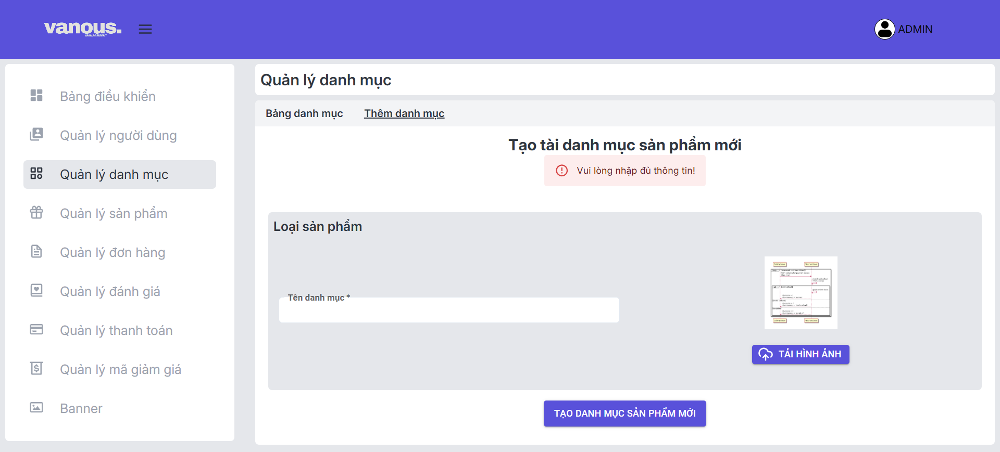 vanous.
MANAGEMENT
ADMIN
Bảng điều khiển
Quản lý người dùng
Quản lý danh mục
Quản lý sản phẩm
Quản lý đơn hàng
Quản lý đánh giá
Quản lý thanh toán
Quản lý mã giảm giá
Banner
Quản lý danh mục
Bảng danh mục
Thêm danh mục
Tạo tài danh mục sản phẩm mới
Vui lòng nhập đủ thông tin!
Loại sản phẩm
Tên danh mục *
TẢI HÌNH ẢNH
TẠO DANH MỤC SẢN PHẨM MỚI